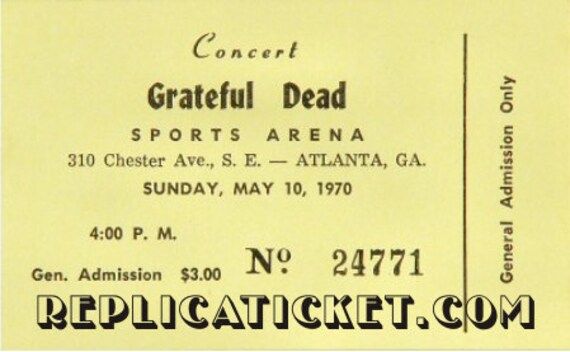 Concert
Grateful Dead
SPORTS ARENA
310 Chester Ave., S. E. — ATLANTA, GA.
SUNDAY, MAY 10, 1970
4:00 P. M.
Gen. Admission $3.00 Nº 24771
General Admission Only
REPLICATICKET.COM